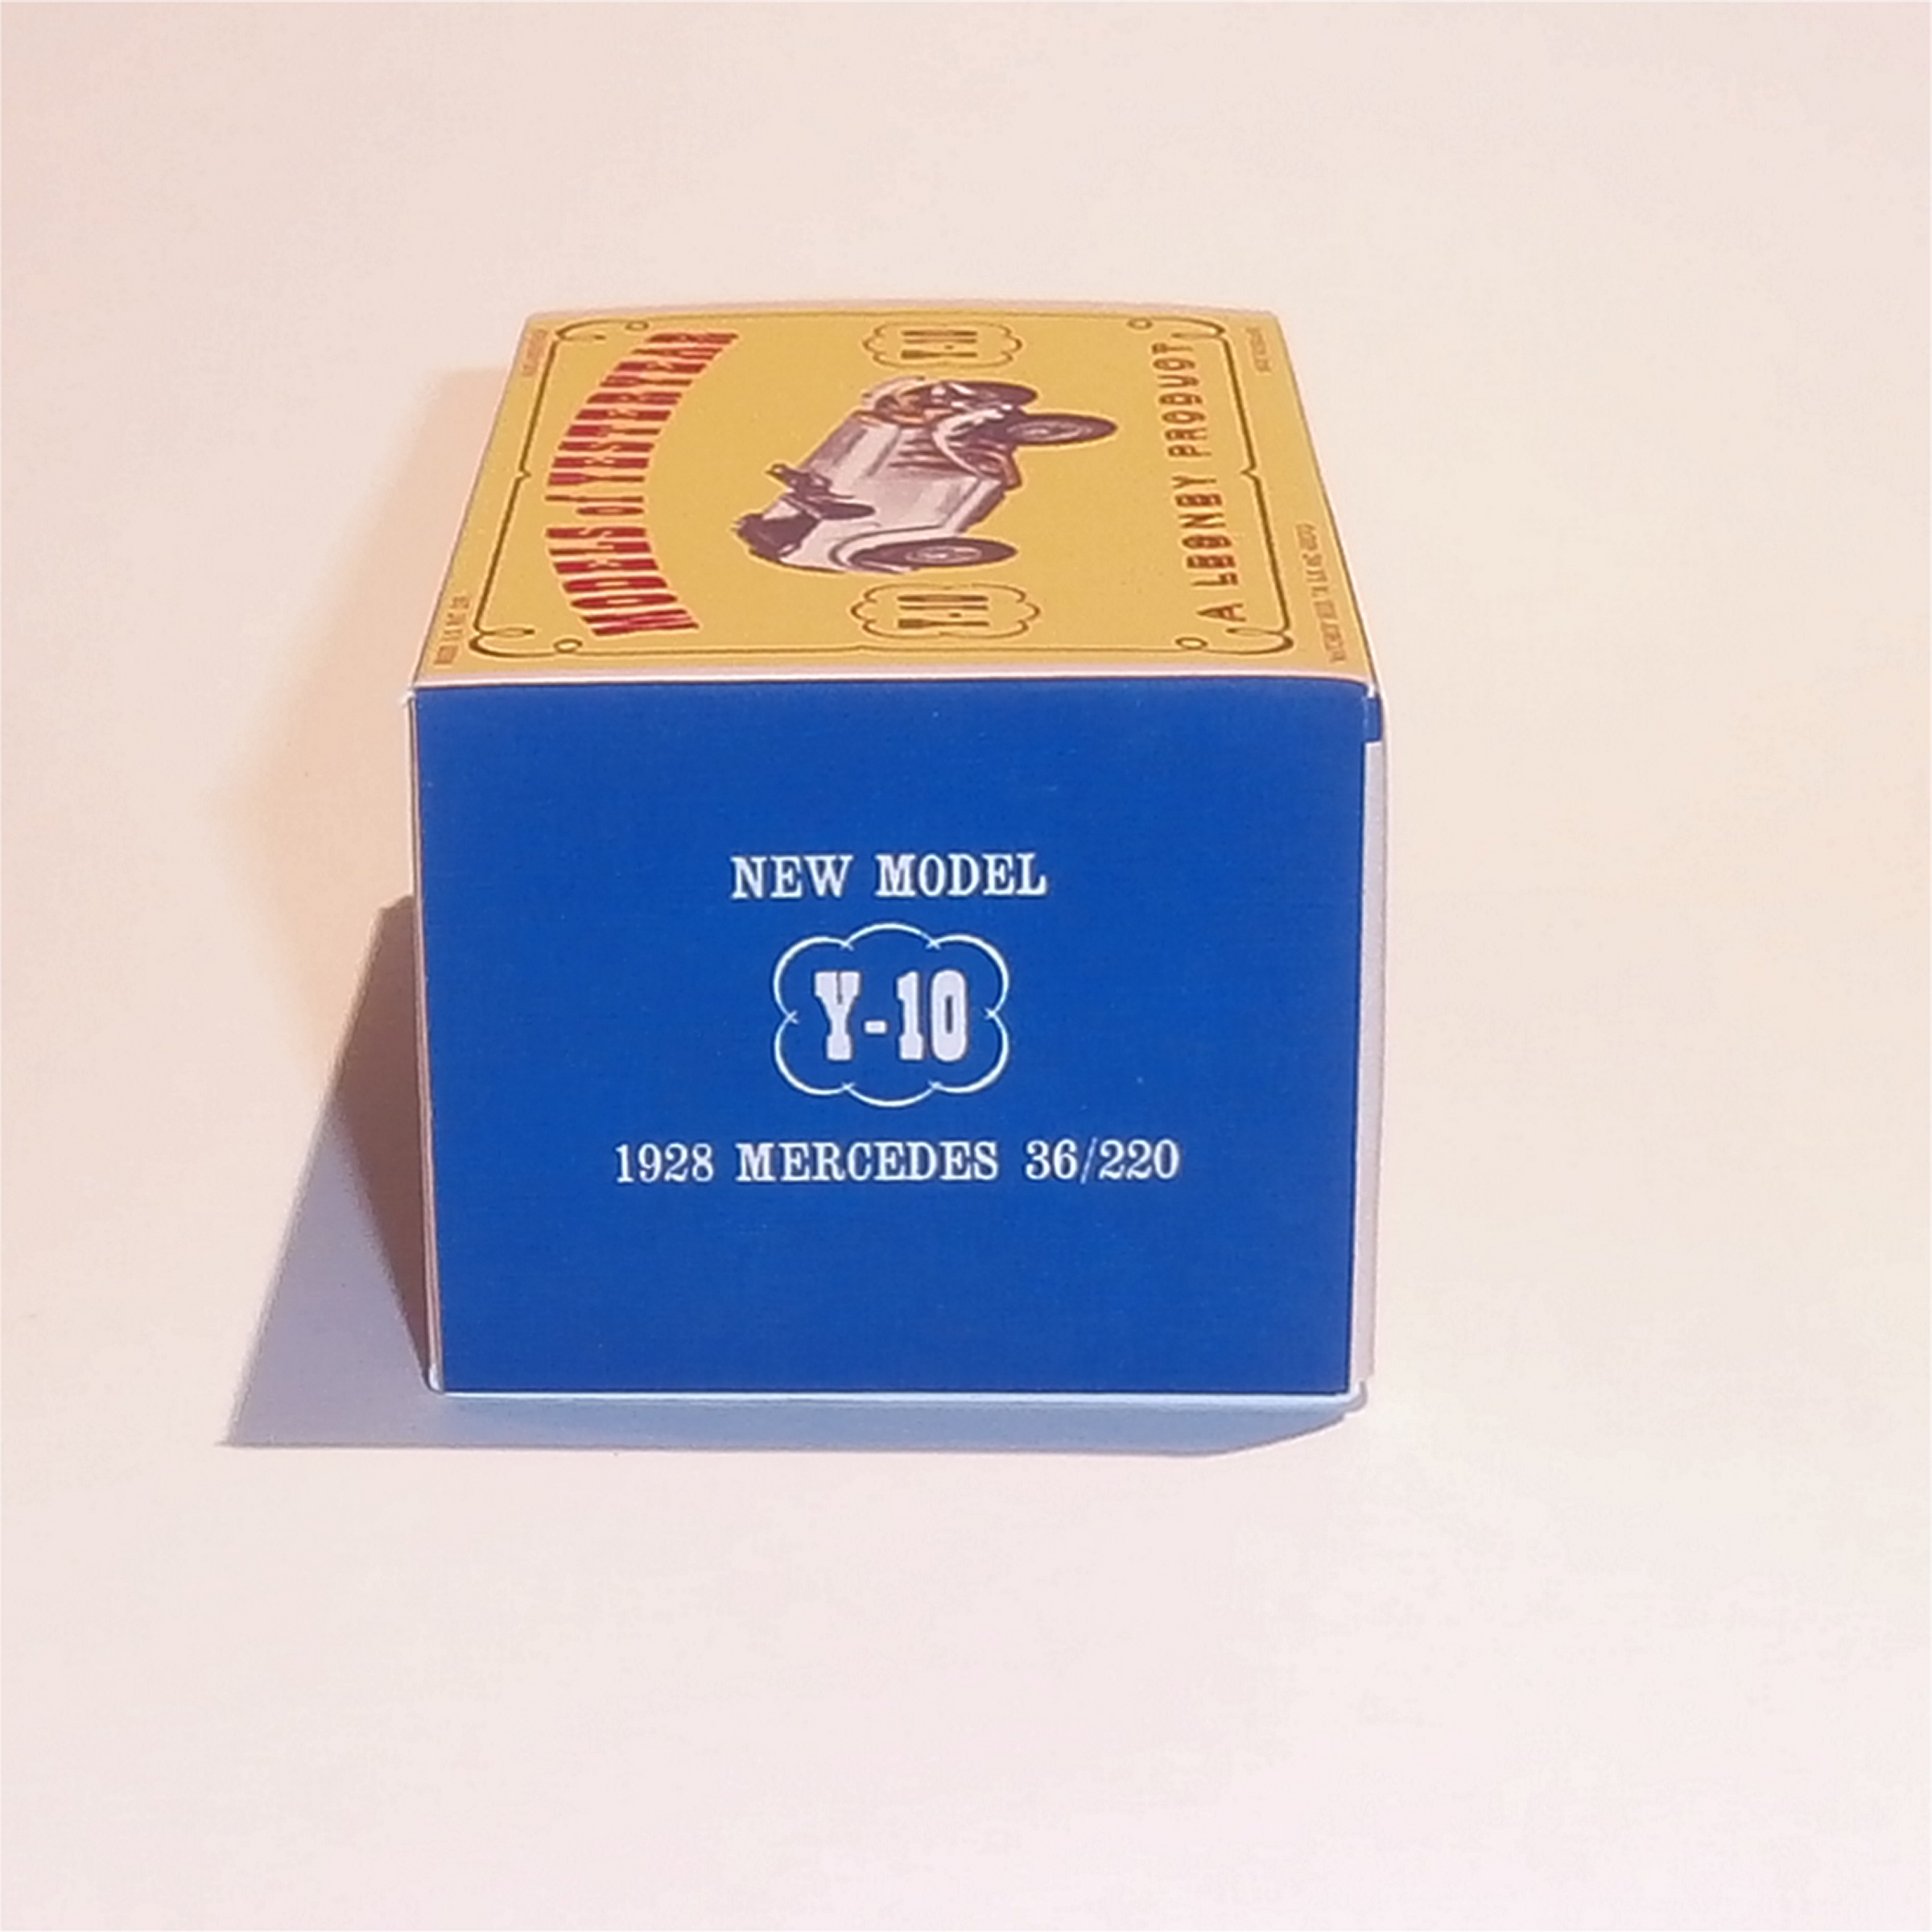 MODELS of YESTERYEAR
Y-10
Y-10
A LESNEY PRODUCT
NEW MODEL
Y-10
1928 MERCEDES 36/220